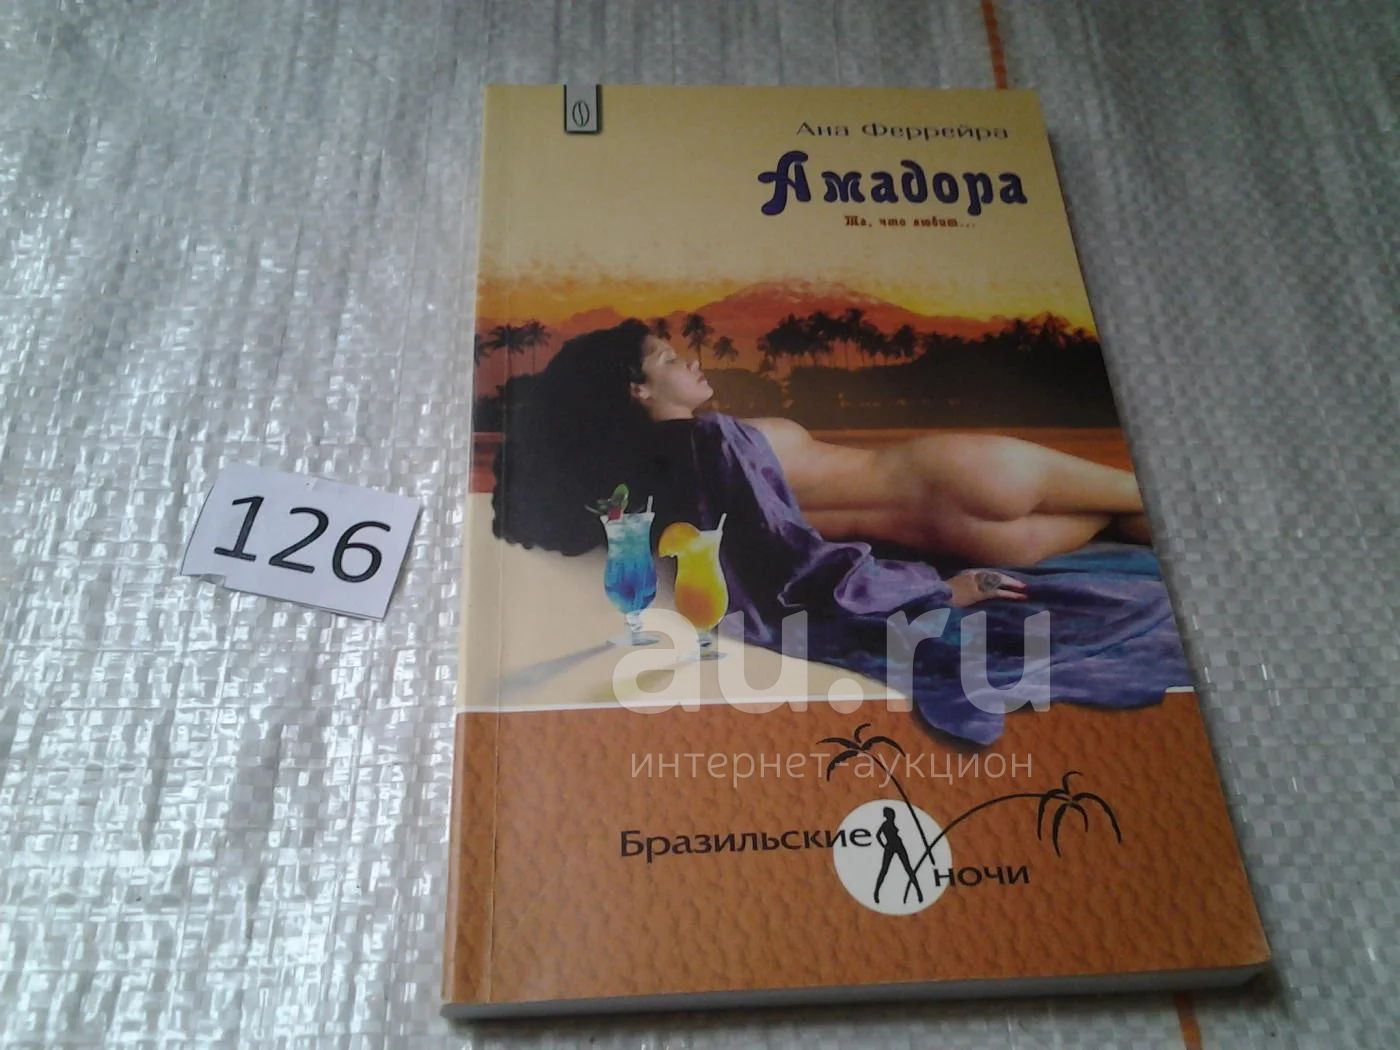 Ана Феррейра
Амадора
Та, что любит...
126
au.ru
интернет-аукцион
Бразильские
ночи